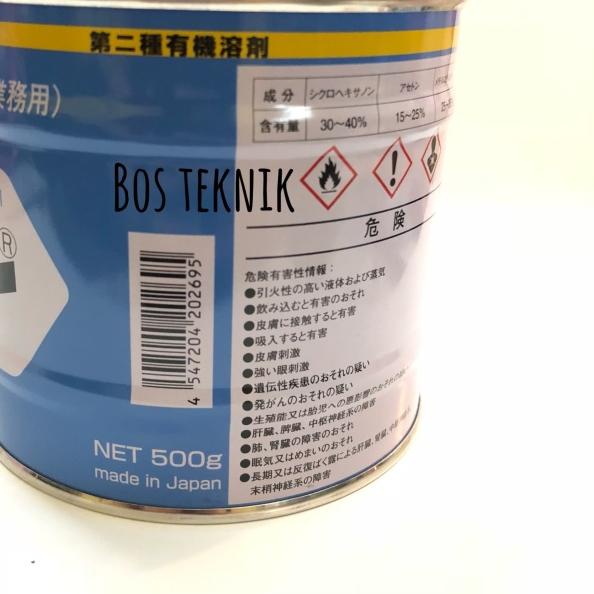 第二種有機溶剤
業務用)
成分 シクロヘキサノン アセトン
含有量 30～40% 15～25%
BOS TEKNIK
危険
®
危険有害性情報：
●引火性の高い液体および蒸気
●飲み込むと有害のおそれ
●皮膚に接触すると有害
●吸入すると有害
●皮膚刺激
●強い眼刺激
●遺伝性疾患のおそれの疑い
●発がんのおそれの疑い
●生殖能又は胎児への悪影響のおそれの疑い
●肝臓、脾臓、中枢神経系の障害
●肺、腎臓の障害のおそれ
●眠気又はめまいのおそれ
●長期又は反復ばく露による肝臓、腎臓、中枢神経系、
末梢神経系の障害
4 547204 202695
NET 500g
made in Japan